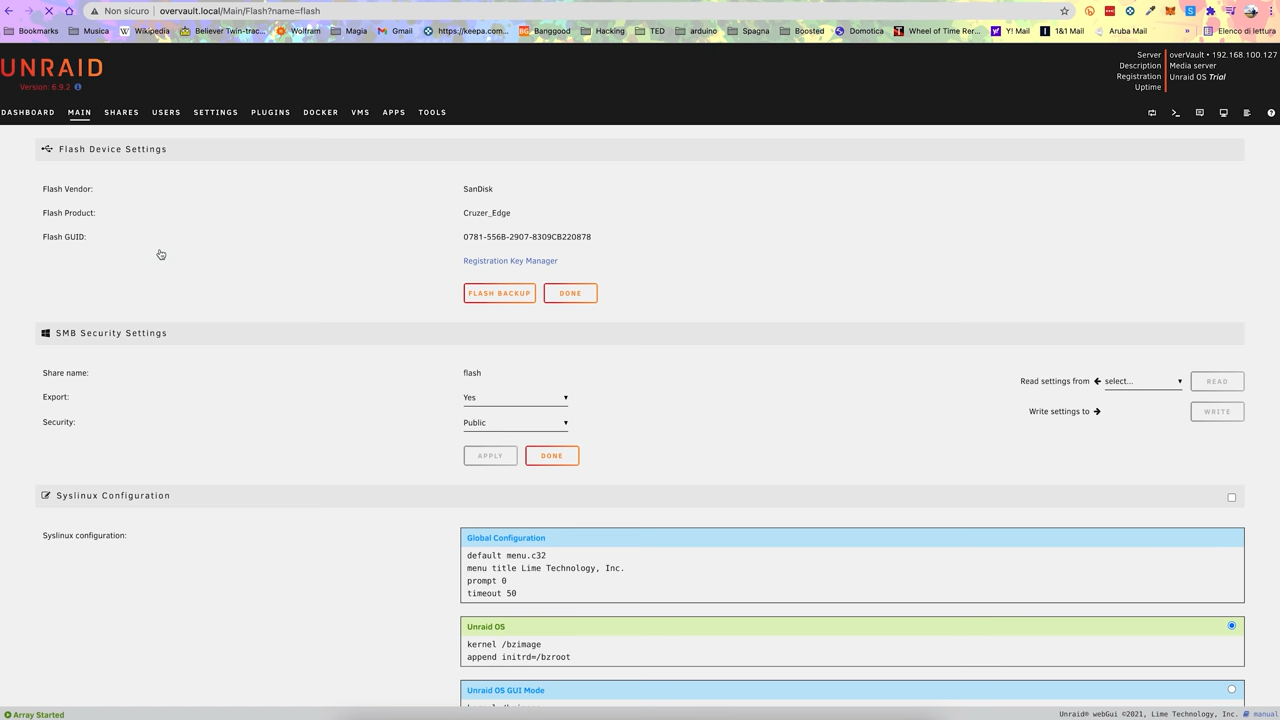 Non sicuro | overvault.local/Main/Flash?name=flash
Bookmarks Musica Wikipedia Believer Twin-trac... Wolfram Magia Gmail https://keepa.com... Banggood Hacking TED arduino Spagna Boosted Domotica Wheel of Time Rer... Y! Mail 1&1 Mail Aruba Mail » Elenco di lettura
UNRAID
Version: 6.9.2
Server overVault • 192.168.100.127
Description Media server
Registration Unraid OS Trial
Uptime
DASHBOARD MAIN SHARES USERS SETTINGS PLUGINS DOCKER VMS APPS TOOLS
Flash Device Settings
Flash Vendor: SanDisk
Flash Product: Cruzer_Edge
Flash GUID: 0781-556B-2907-8309CB220878
Registration Key Manager
FLASH BACKUP DONE
SMB Security Settings
Share name: flash
Export: Yes
Security: Public
Read settings from select... READ
Write settings to WRITE
APPLY DONE
Syslinux Configuration
Syslinux configuration:
Global Configuration
default menu.c32
menu title Lime Technology, Inc.
prompt 0
timeout 50
Unraid OS
kernel /bzimage
append initrd=/bzroot
Unraid OS GUI Mode
Array Started
Unraid® webGui ©2021, Lime Technology, Inc. manual